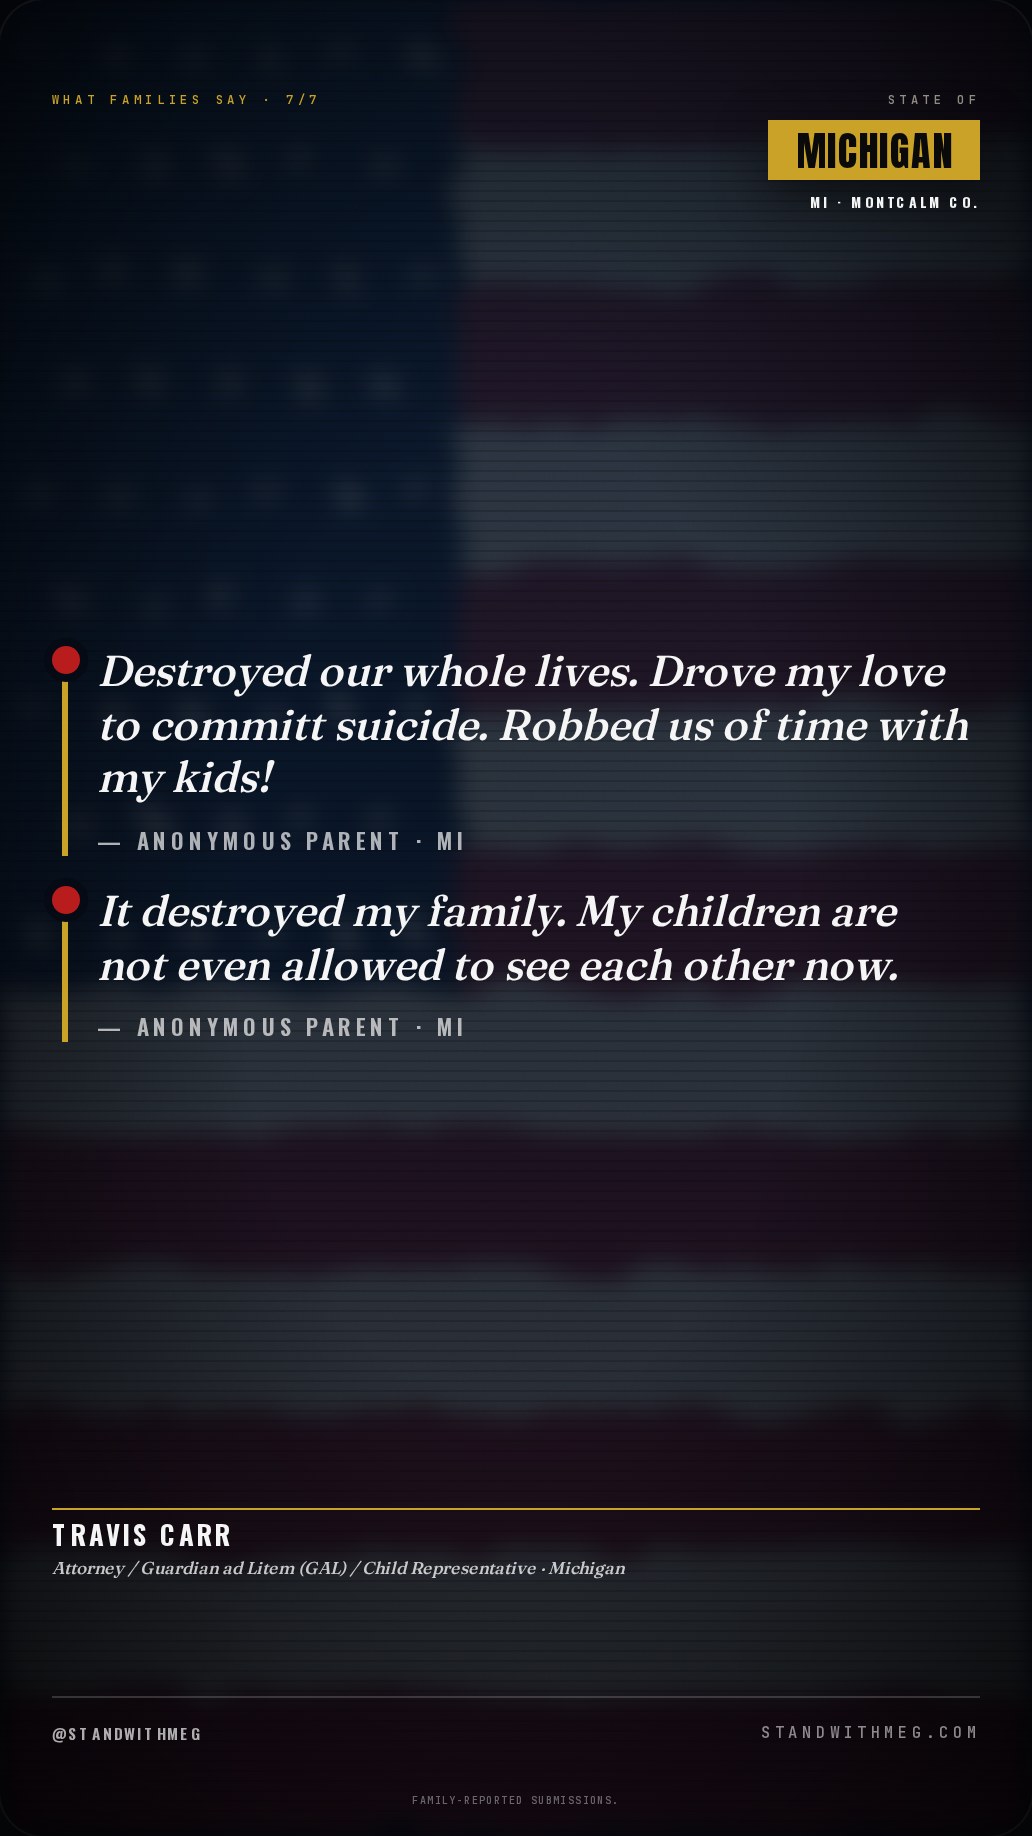 WHAT FAMILIES SAY · 7/7
STATE OF
MICHIGAN
MI · MONTCALM CO.
Destroyed our whole lives. Drove my love
to committ suicide. Robbed us of time with
my kids!
— ANONYMOUS PARENT · MI
It destroyed my family. My children are
not even allowed to see each other now.
— ANONYMOUS PARENT · MI
TRAVIS CARR
Attorney / Guardian ad Litem (GAL) / Child Representative · Michigan
@STANDWITHMEG
STANDWITHMEG.COM
FAMILY-REPORTED SUBMISSIONS.